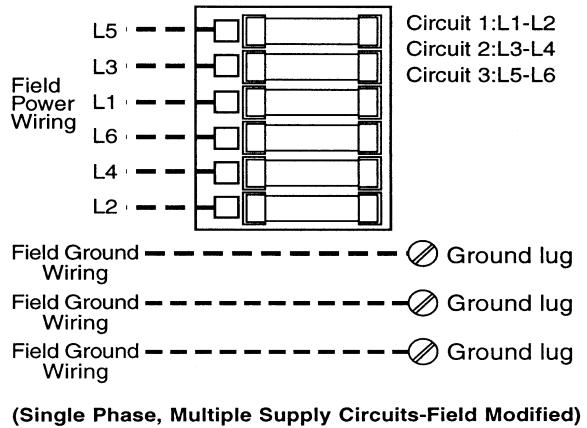 L5
L3
L1
L6
L4
L2
Field
Power
Wiring
Circuit 1:L1-L2
Circuit 2:L3-L4
Circuit 3:L5-L6
Field Ground
Wiring
Ground lug
Field Ground
Wiring
Ground lug
Field Ground
Wiring
Ground lug
(Single Phase, Multiple Supply Circuits-Field Modified)